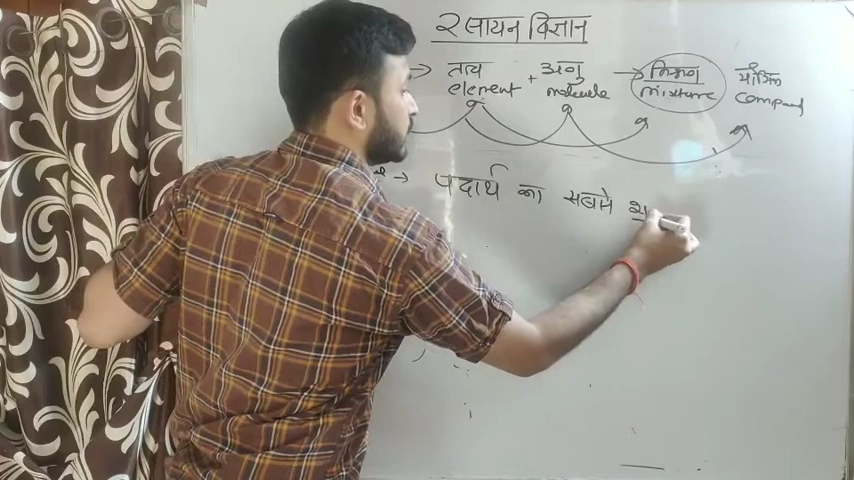 रसायन विज्ञान
→ तत्व + अणु → मिश्रण यौगिक
element molecule mixture compound
→ पदार्थ का सबसे